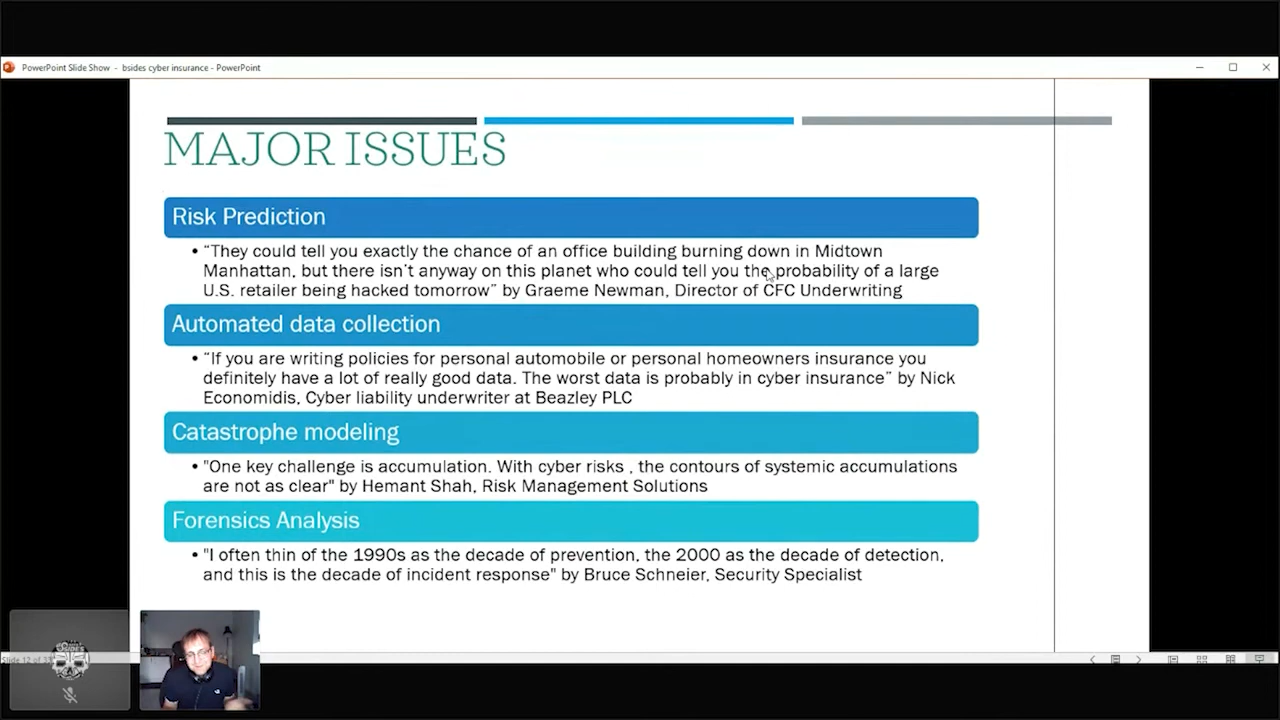 PowerPoint Slide Show - bsides cyber insurance - PowerPoint
MAJOR ISSUES
Risk Prediction
• “They could tell you exactly the chance of an office building burning down in Midtown
Manhattan, but there isn’t anyway on this planet who could tell you the probability of a large
U.S. retailer being hacked tomorrow” by Graeme Newman, Director of CFC Underwriting
Automated data collection
• “If you are writing policies for personal automobile or personal homeowners insurance you
definitely have a lot of really good data. The worst data is probably in cyber insurance” by Nick
Economidis, Cyber liability underwriter at Beazley PLC
Catastrophe modeling
• "One key challenge is accumulation. With cyber risks , the contours of systemic accumulations
are not as clear" by Hemant Shah, Risk Management Solutions
Forensics Analysis
• "I often thin of the 1990s as the decade of prevention, the 2000 as the decade of detection,
and this is the decade of incident response" by Bruce Schneier, Security Specialist
Slide 12 of